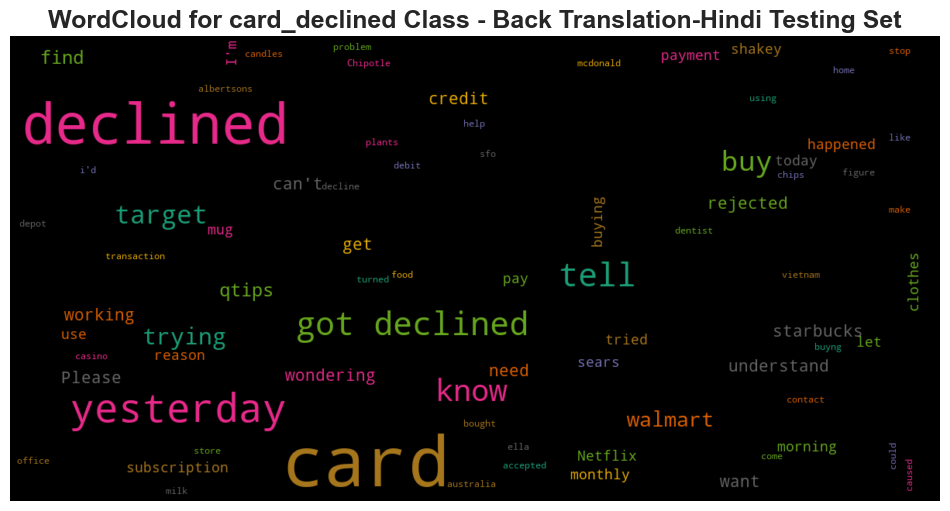 WordCloud for card_declined Class - Back Translation-Hindi Testing Set
find
I'm
candles
problem
Chipotle
mcdonald
payment
shakey
stop
home
albertsons
credit
using
declined
help
plants
happened
like
i'd
debit
sfo
buy
today
chips
figure
can't
decline
target
mug
buying
rejected
make
depot
get
dentist
transaction
turned
food
tell
vietnam
clothes
qtips
pay
working
use
trying
got declined
tried
starbucks
buyng
let
casino
reason
sears
Please
wondering
need
understand
yesterday
know
walmart
contact
bought
card
ella
morning
office
store
subscription
accepted
Netflix
monthly
come
could
caused
milk
australia
want